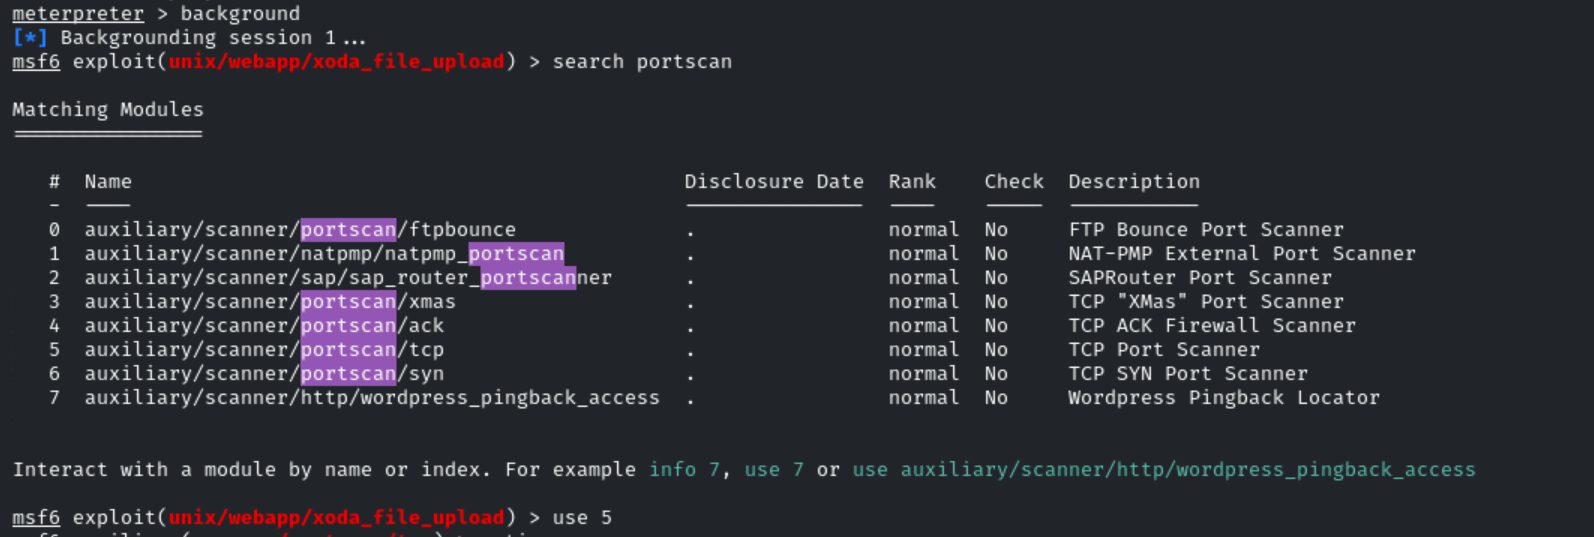 meterpreter > background
[*] Backgrounding session 1...
msf6 exploit(unix/webapp/xoda_file_upload) > search portscan
Matching Modules
================
# Name Disclosure Date Rank Check Description
- ---- --------------- ---- ----- -----------
0 auxiliary/scanner/portscan/ftpbounce . normal No FTP Bounce Port Scanner
1 auxiliary/scanner/natpmp/natpmp_portscan . normal No NAT-PMP External Port Scanner
2 auxiliary/scanner/sap/sap_router_portscanner . normal No SAPRouter Port Scanner
3 auxiliary/scanner/portscan/xmas . normal No TCP "XMas" Port Scanner
4 auxiliary/scanner/portscan/ack . normal No TCP ACK Firewall Scanner
5 auxiliary/scanner/portscan/tcp . normal No TCP Port Scanner
6 auxiliary/scanner/portscan/syn . normal No TCP SYN Port Scanner
7 auxiliary/scanner/http/wordpress_pingback_access . normal No Wordpress Pingback Locator
Interact with a module by name or index. For example info 7, use 7 or use auxiliary/scanner/http/wordpress_pingback_access
msf6 exploit(unix/webapp/xoda_file_upload) > use 5